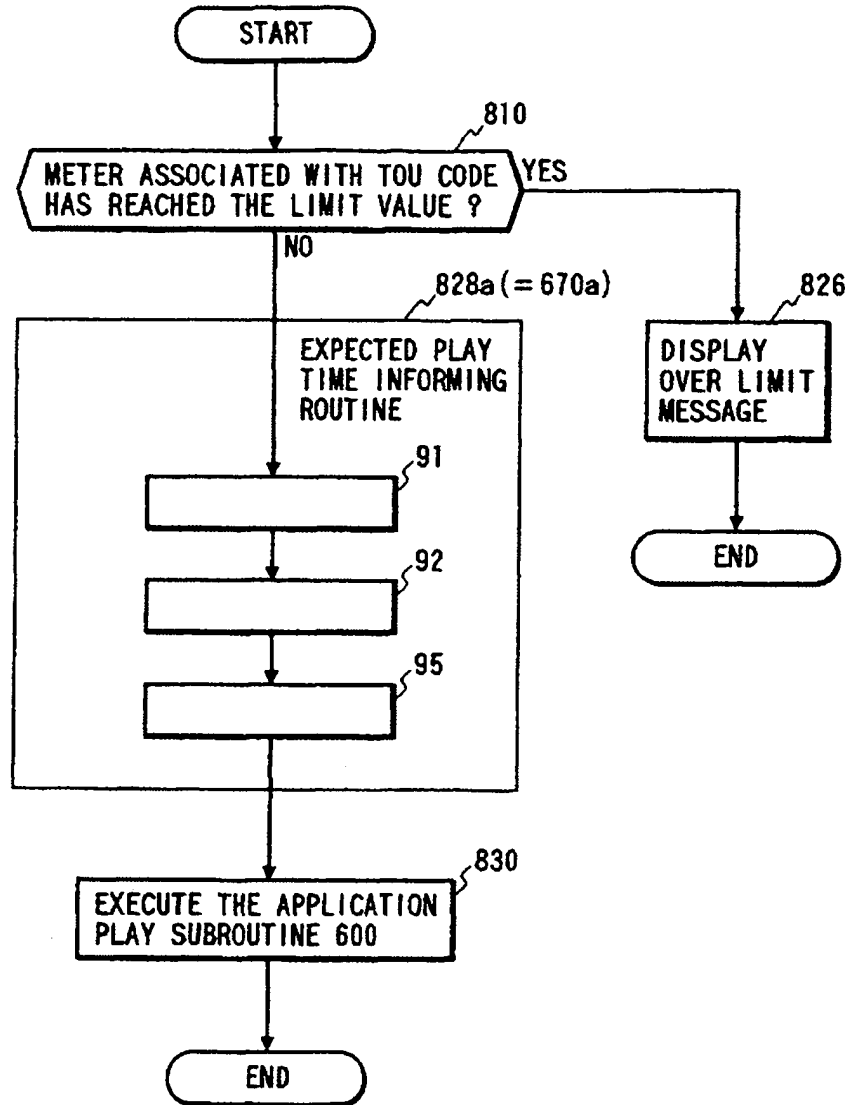 START
810
METER ASSOCIATED WITH TOU CODE
HAS REACHED THE LIMIT VALUE ?
YES
NO
828a(=670a)
826
EXPECTED PLAY
TIME INFORMING
ROUTINE
DISPLAY
OVER LIMIT
MESSAGE
91
92
END
95
830
EXECUTE THE APPLICATION
PLAY SUBROUTINE 600
END